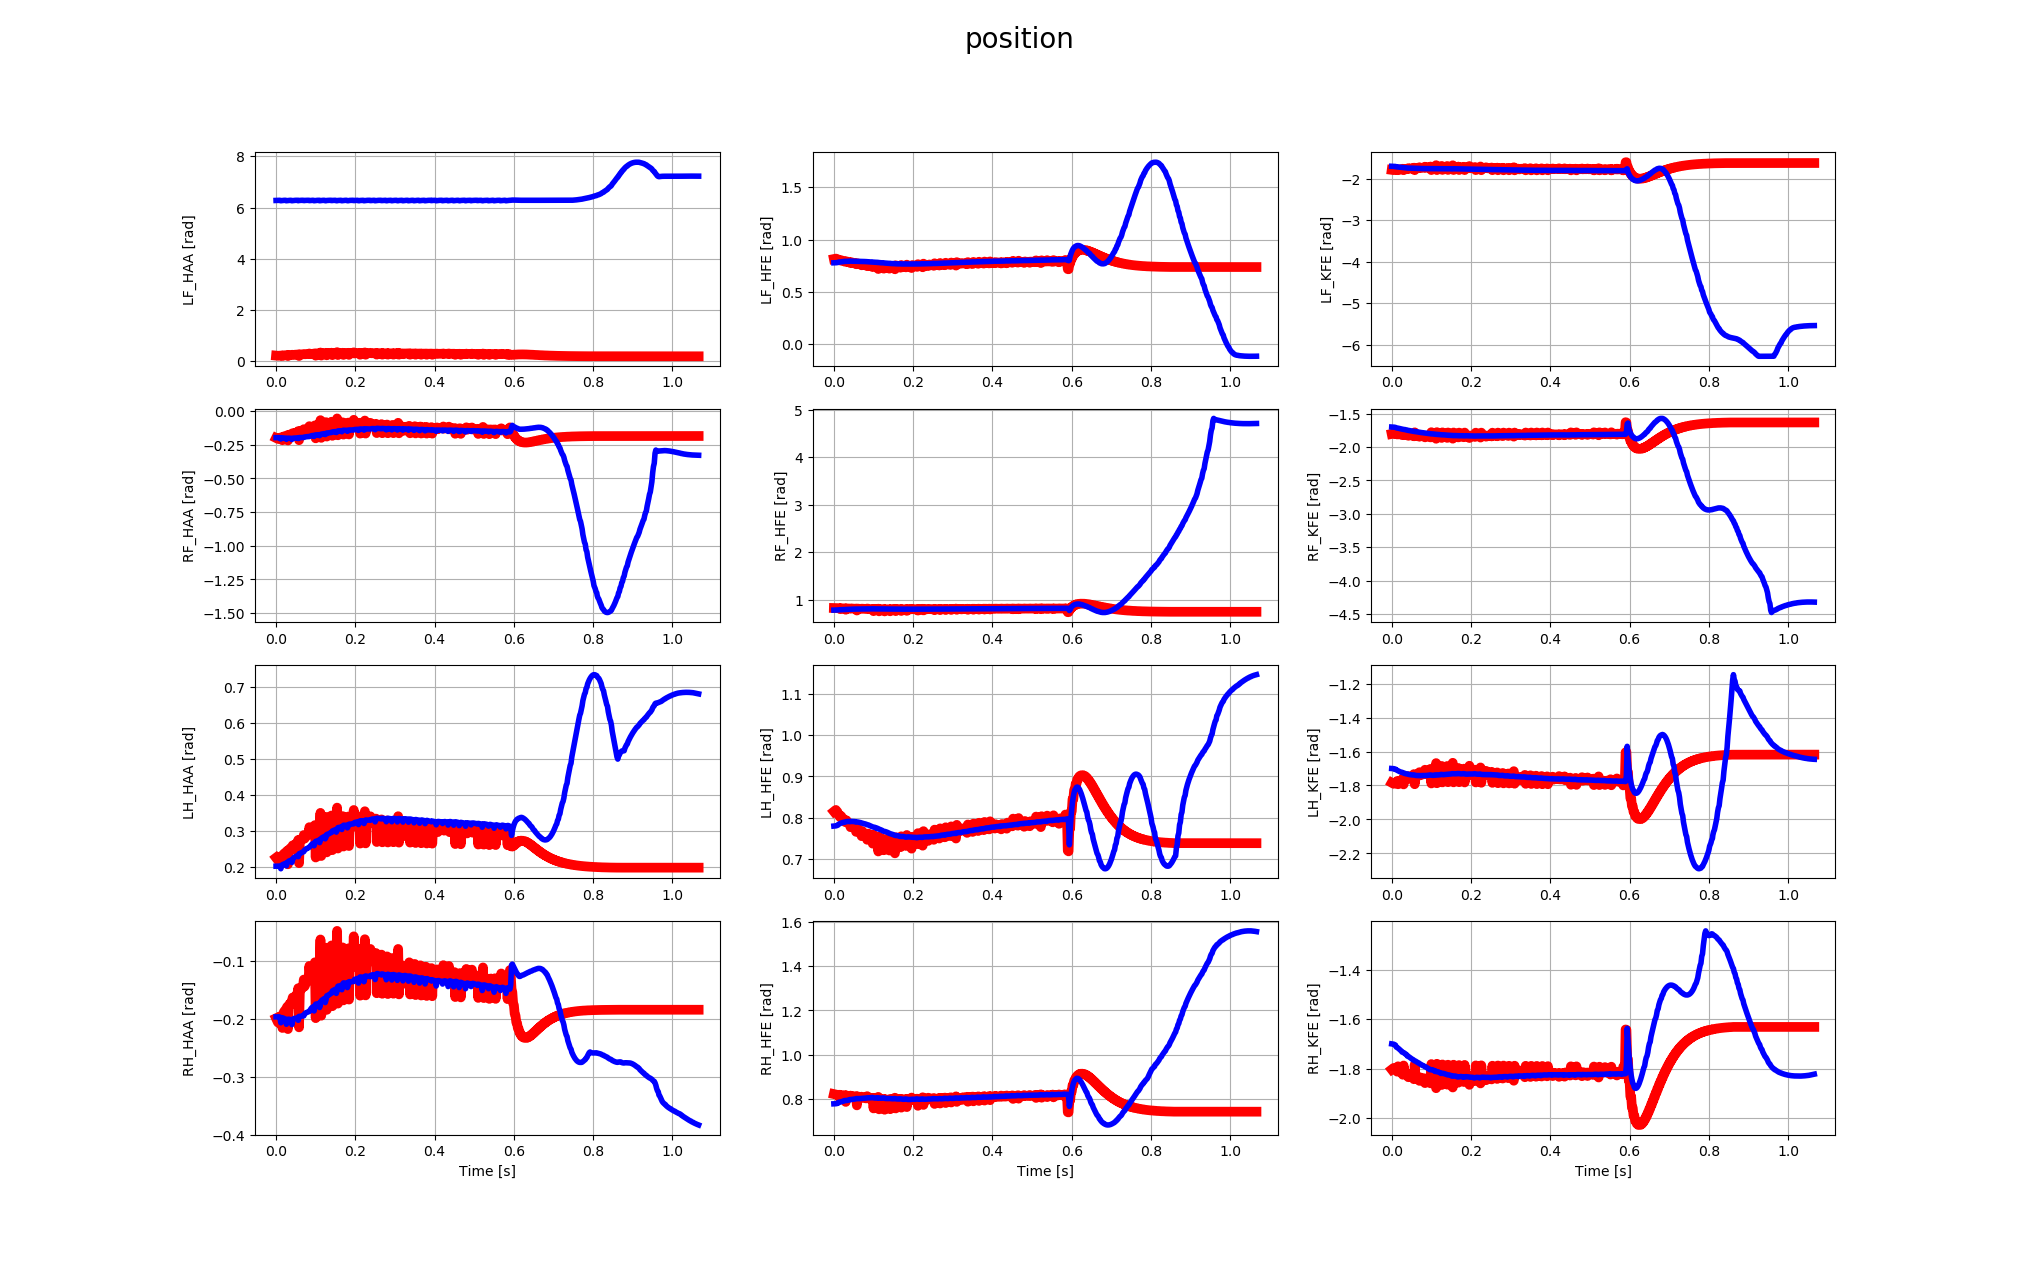 position
LF_HAA [rad]
8
6
4
2
0
0.0 0.2 0.4 0.6 0.8 1.0
LF_HFE [rad]
1.5
1.0
0.5
0.0
0.0 0.2 0.4 0.6 0.8 1.0
LF_KFE [rad]
−2
−3
−4
−5
−6
0.0 0.2 0.4 0.6 0.8 1.0
RF_HAA [rad]
0.00
−0.25
−0.50
−0.75
−1.00
−1.25
−1.50
0.0 0.2 0.4 0.6 0.8 1.0
RF_HFE [rad]
5
4
3
2
1
0.0 0.2 0.4 0.6 0.8 1.0
RF_KFE [rad]
−1.5
−2.0
−2.5
−3.0
−3.5
−4.0
−4.5
0.0 0.2 0.4 0.6 0.8 1.0
LH_HAA [rad]
0.7
0.6
0.5
0.4
0.3
0.2
0.0 0.2 0.4 0.6 0.8 1.0
LH_HFE [rad]
1.1
1.0
0.9
0.8
0.7
0.0 0.2 0.4 0.6 0.8 1.0
LH_KFE [rad]
−1.2
−1.4
−1.6
−1.8
−2.0
−2.2
0.0 0.2 0.4 0.6 0.8 1.0
RH_HAA [rad]
−0.1
−0.2
−0.3
−0.4
0.0 0.2 0.4 0.6 0.8 1.0
Time [s]
RH_HFE [rad]
1.6
1.4
1.2
1.0
0.8
0.0 0.2 0.4 0.6 0.8 1.0
Time [s]
RH_KFE [rad]
−1.4
−1.6
−1.8
−2.0
0.0 0.2 0.4 0.6 0.8 1.0
Time [s]